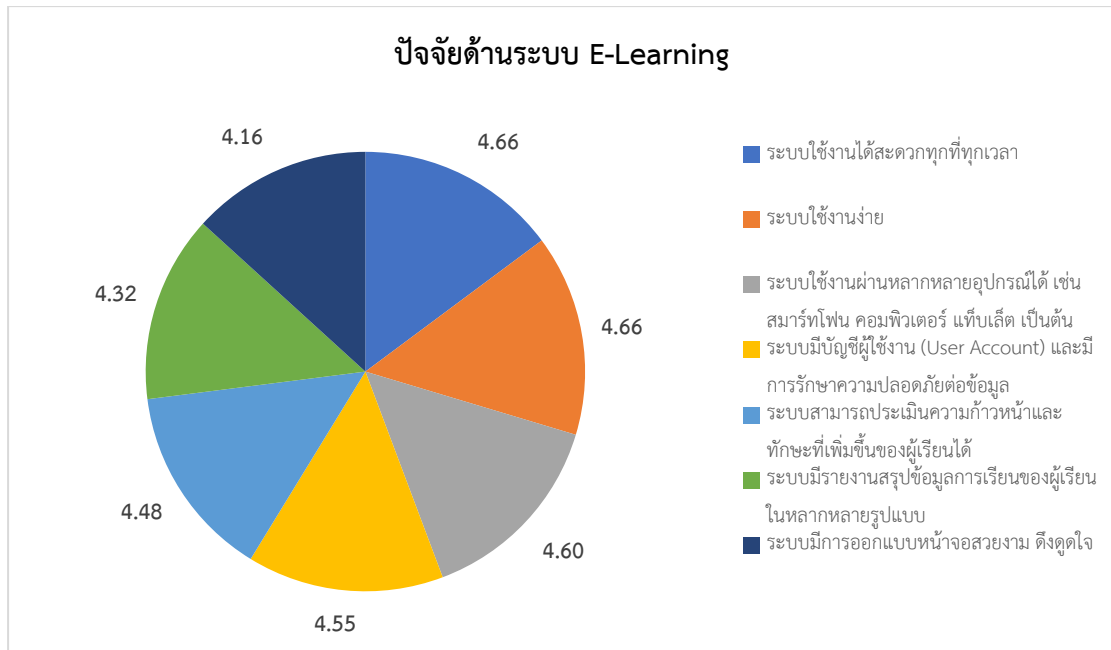 ปัจจัยด้านระบบ E-Learning
4.16
4.66
4.32
4.66
4.48
4.60
4.55
ระบบใช้งานได้สะดวกทุกที่ทุกเวลา
ระบบใช้งานง่าย
ระบบใช้งานผ่านหลากหลายอุปกรณ์ได้ เช่น
สมาร์ทโฟน คอมพิวเตอร์ แท็บเล็ต เป็นต้น
ระบบมีบัญชีผู้ใช้งาน (User Account) และมี
การรักษาความปลอดภัยต่อข้อมูล
ระบบสามารถประเมินความก้าวหน้าและ
ทักษะที่เพิ่มขึ้นของผู้เรียนได้
ระบบมีรายงานสรุปข้อมูลการเรียนของผู้เรียน
ในหลากหลายรูปแบบ
ระบบมีการออกแบบหน้าจอสวยงาม ดึงดูดใจ